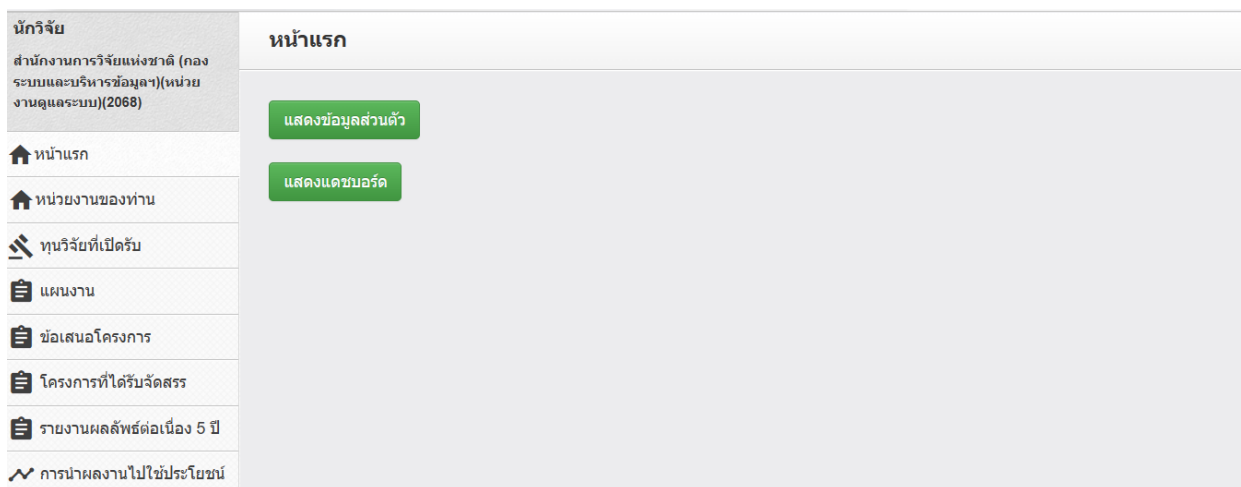 นักวิจัย
สำนักงานการวิจัยแห่งชาติ (กอง
ระบบและบริหารข้อมูลฯ)(หน่วย
งานดูแลระบบ)(2068)
หน้าแรก
แสดงข้อมูลส่วนตัว
แสดงแดชบอร์ด
หน้าแรก
หน่วยงานของท่าน
ทุนวิจัยที่เปิดรับ
แผนงาน
ข้อเสนอโครงการ
โครงการที่ได้รับจัดสรร
รายงานผลลัพธ์ต่อเนื่อง 5 ปี
การนำผลงานไปใช้ประโยชน์